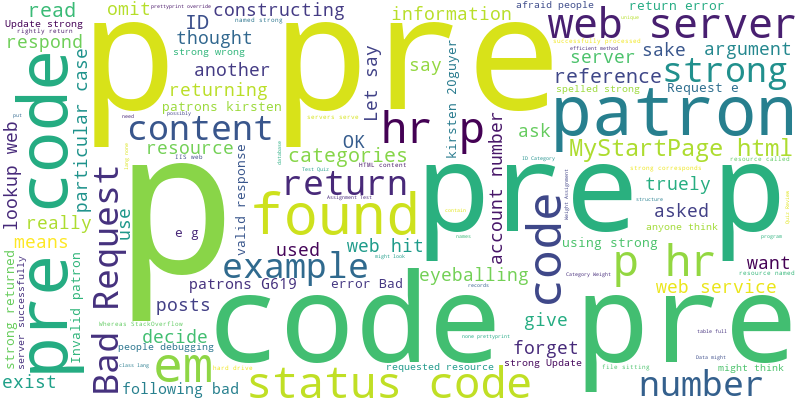 read
omit
constructing
information
afraid people
return error
prettyprint override
named strong
Update strong
rightly return
ID
p
pre
web server
unique
respond
thought
strong wrong
say
successfully processed
efficient method
another
Let say
sake
argument
server
returning
reference
strong
patrons kirsten
kirsten 20guyer
spelled strong
Request e
pre code
particular case
content
hr p
patron
put
possibly
servers serve
need
resource
OK
ask
MyStartPage html
lookup web
IIS web
categories
database
HTML content
ID Category
resource called
Test Quiz
strong corresponds
really
use
return
account number
pre p
truely
Assignment Test
Weight Assignment
contain
structure
means
found
code
names
asked
want
e g
used
web hit
using strong
anyone think
program
might look
strong returned
server successfully
Invalid patron
Bad Request
p
valid response
example
eyeballing
p hr
Category Weight
resource named
records
patrons G619
error Bad
web service
posts
code pre
p pre
give
Whereas StackOverflow
decide
none prettyprint
table full
people debugging
forget
Data might
exist
em
class lang
hard drive
requested resource
strong Update
file sitting
might think
following bad
status code
number